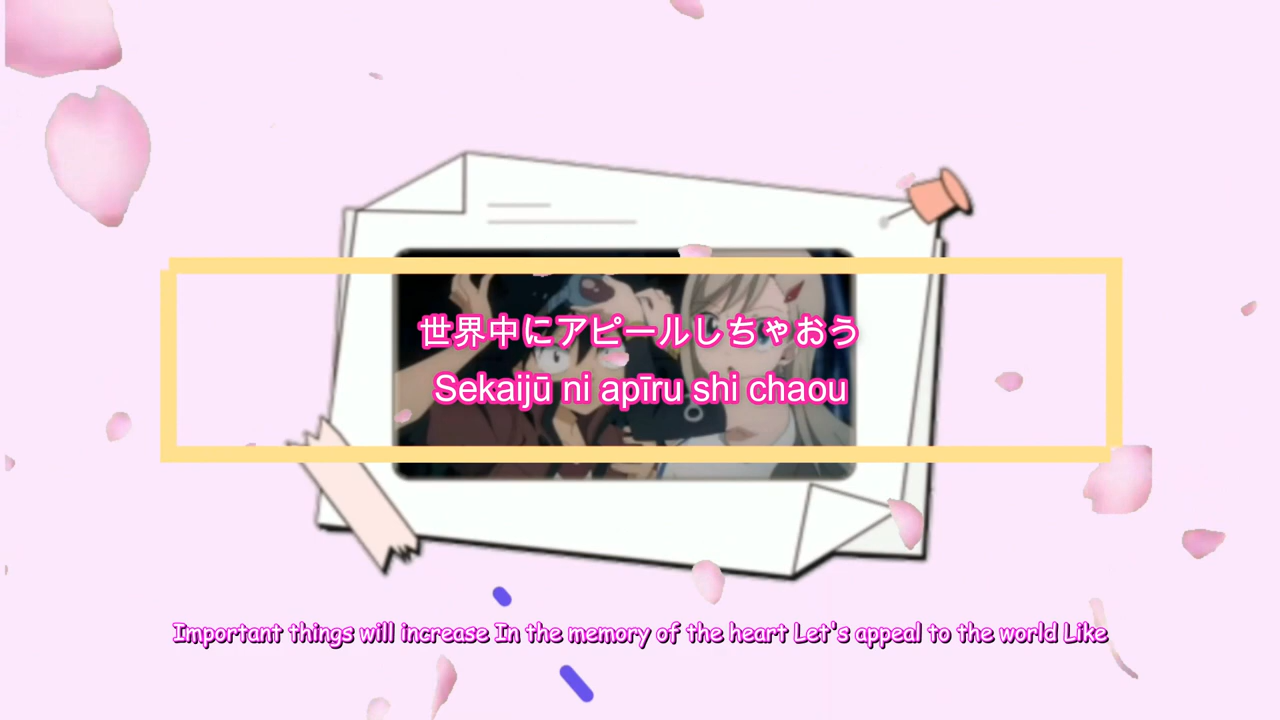 世界中にアピールしちゃおう
Sekaijū ni apīru shi chaou
Important things will increase In the memory of the heart Let's appeal to the world Like